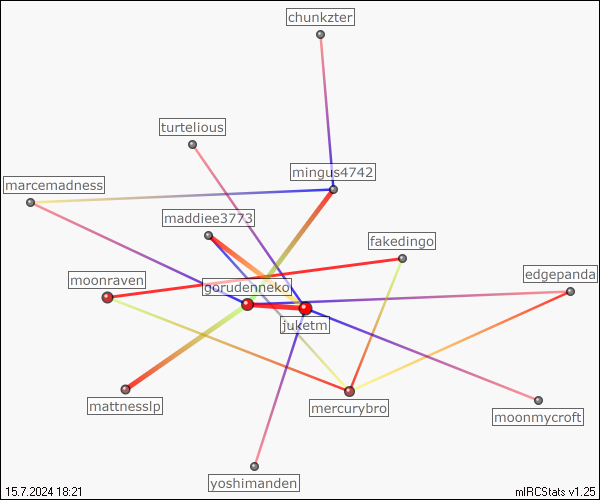 chunkzter
turtelious
mingus4742
marcemadness
maddiee3773
fakedingo
edgepanda
moonraven
gorudenneko
juketm
mattnesslp
mercurybro
moonmycroft
yoshimanden
15.7.2024 18:21
mIRCStats v1.25